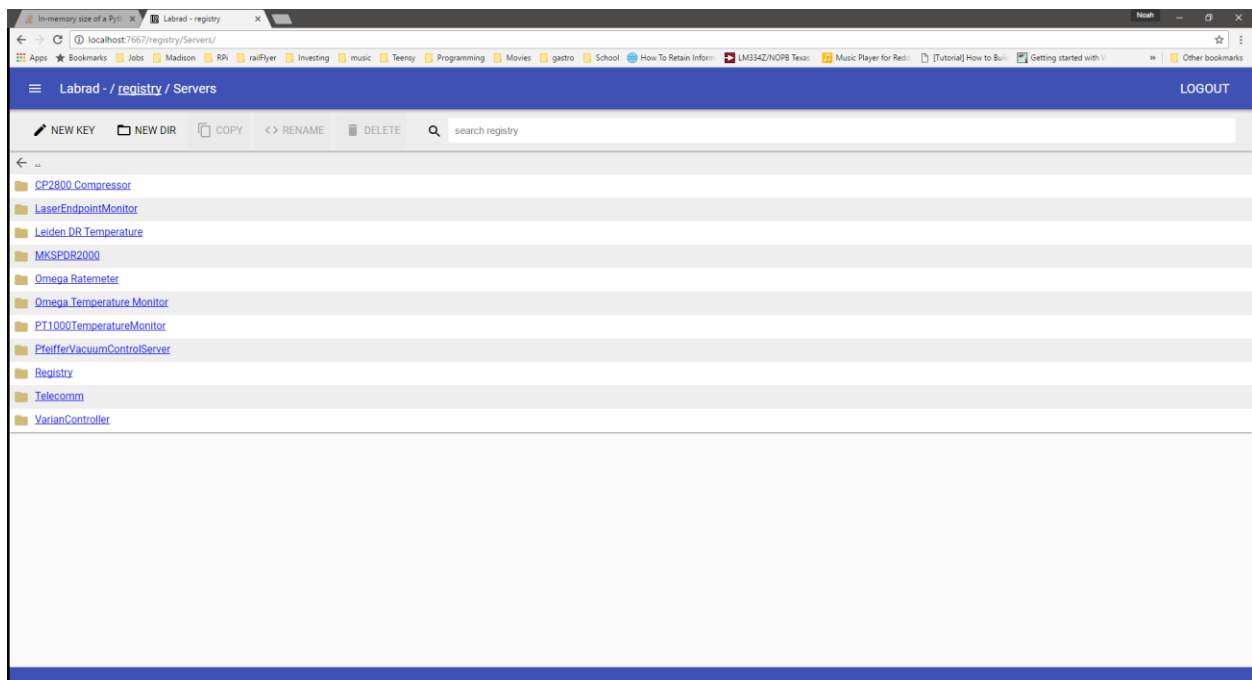 In-memory size of a Pyth Labrad - registry Noah
localhost:7667/registry/Servers/
Apps Bookmarks Jobs Madison RPi railFlyer Investing music Teensy Programming Movies gastro School How To Retain Inform LM334Z/NOPB Texas Music Player for Redd [Tutorial] How to Buil Getting started with V » Other bookmarks
Labrad - / registry / Servers LOGOUT
NEW KEY NEW DIR COPY <> RENAME DELETE search registry
..
CP2800 Compressor
LaserEndpointMonitor
Leiden DR Temperature
MKSPDR2000
Omega Ratemeter
Omega Temperature Monitor
PT1000TemperatureMonitor
PfeifferVacuumControlServer
Registry
Telecomm
VarianController